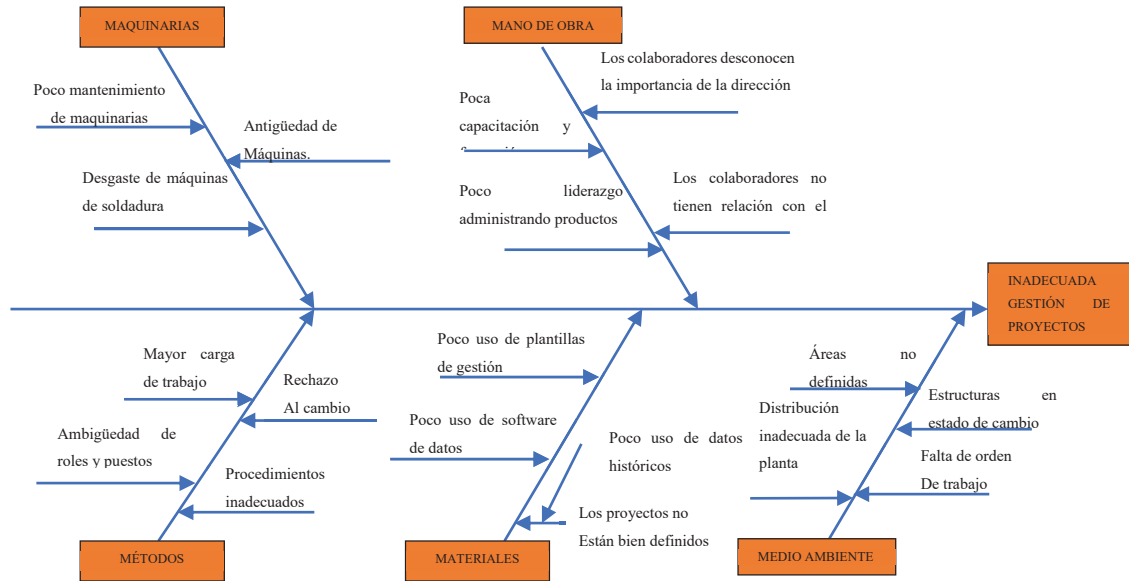 MAQUINARIAS
MANO DE OBRA
Poco mantenimiento
de maquinarias
Antigüedad de
Máquinas.
Desgaste de máquinas
de soldadura
Los colaboradores desconocen
la importancia de la dirección
Poca
capacitación y
Poco liderazgo
administrando productos
Los colaboradores no
tienen relación con el
INADECUADA
GESTIÓN DE
PROYECTOS
Mayor carga
de trabajo
Rechazo
Al cambio
Ambigüedad de
roles y puestos
Procedimientos
inadecuados
Poco uso de plantillas
de gestión
Poco uso de software
de datos
Poco uso de datos
históricos
Los proyectos no
Están bien definidos
Áreas no
definidas
Distribución
inadecuada de la
planta
Estructuras en
estado de cambio
Falta de orden
De trabajo
MÉTODOS
MATERIALES
MEDIO AMBIENTE